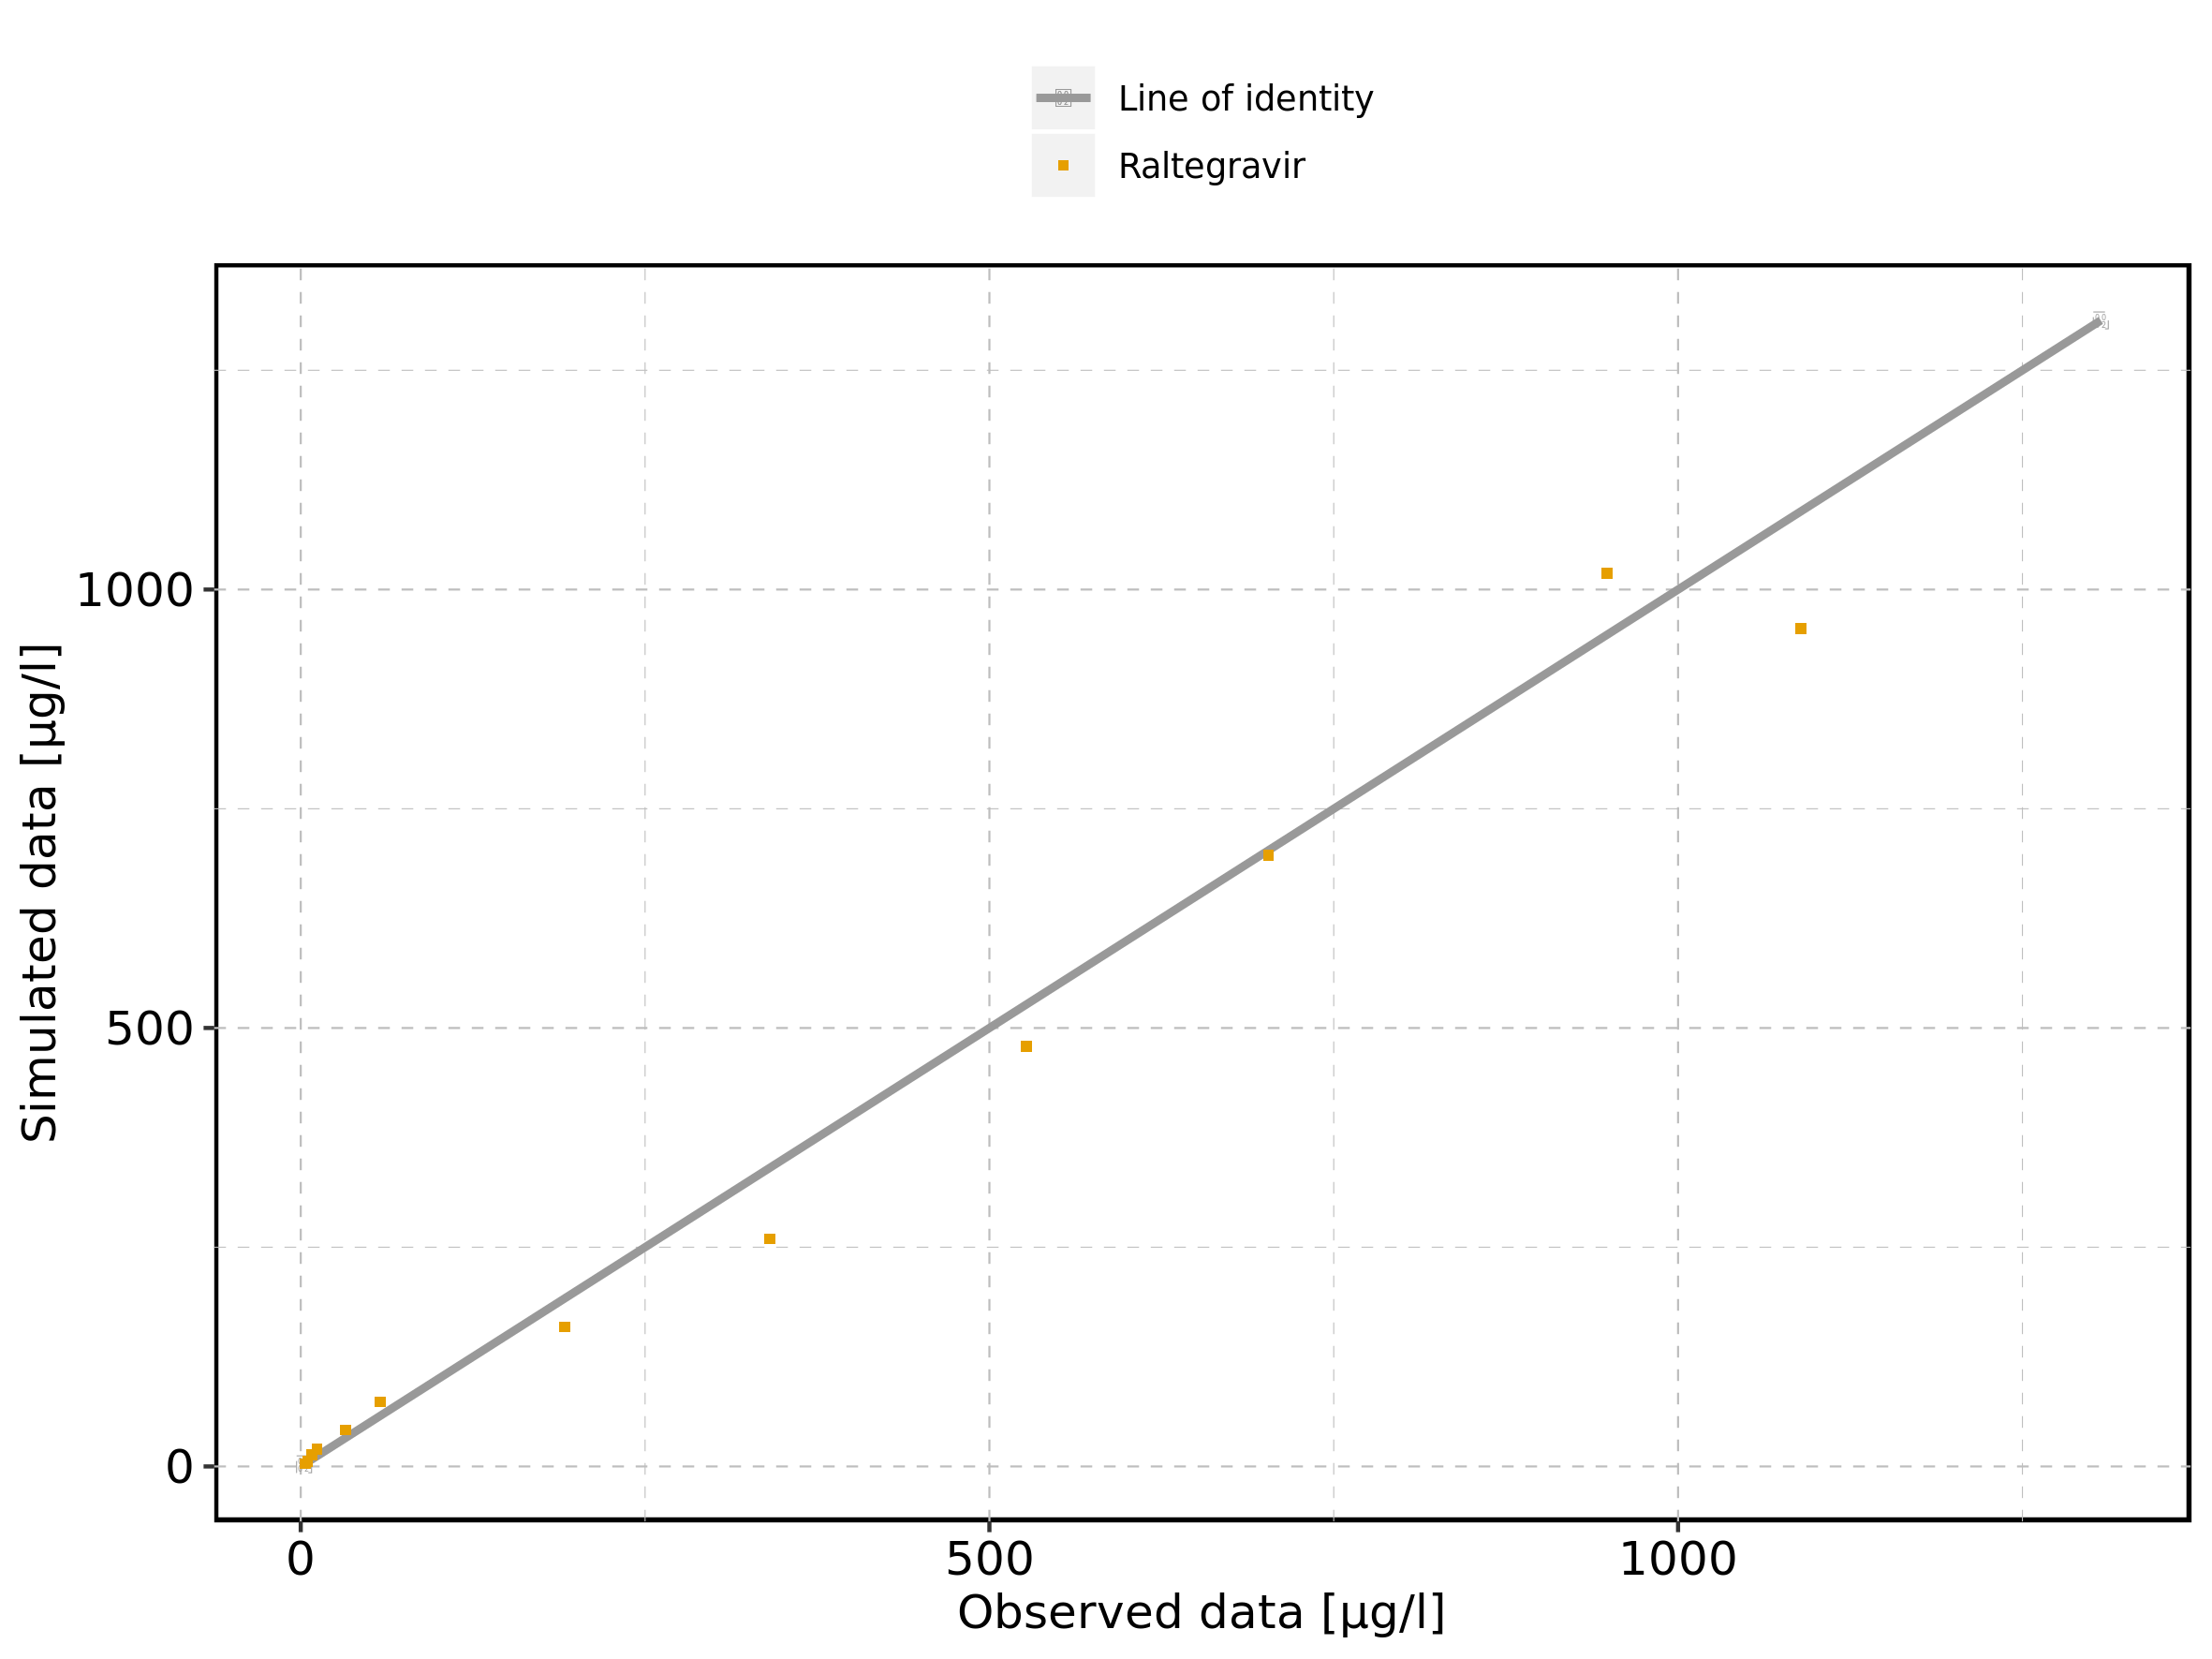 Line of identity
Raltegravir
1000
500
0
0 500 1000
Observed data [µg/l]
Simulated data [µg/l]